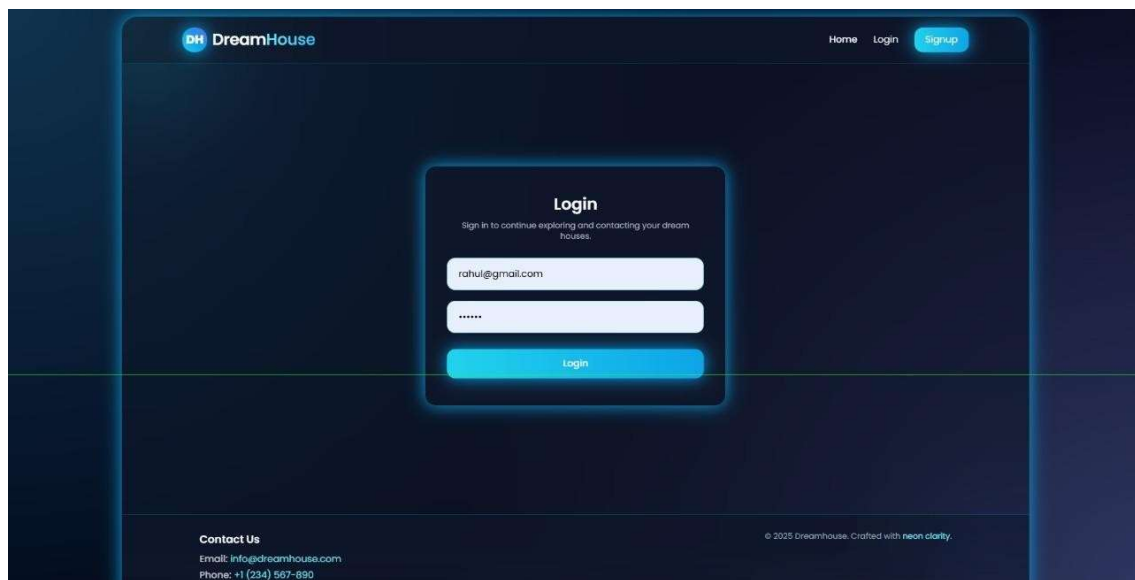 DH DreamHouse
Home Login Signup
Login
Sign in to continue exploring and contacting your dream
houses.
rahul@gmail.com
••••••
Login
Contact Us
Email: info@dreamhouse.com
Phone: +1 (234) 567-890
© 2025 Dreamhouse. Crafted with neon clarity.